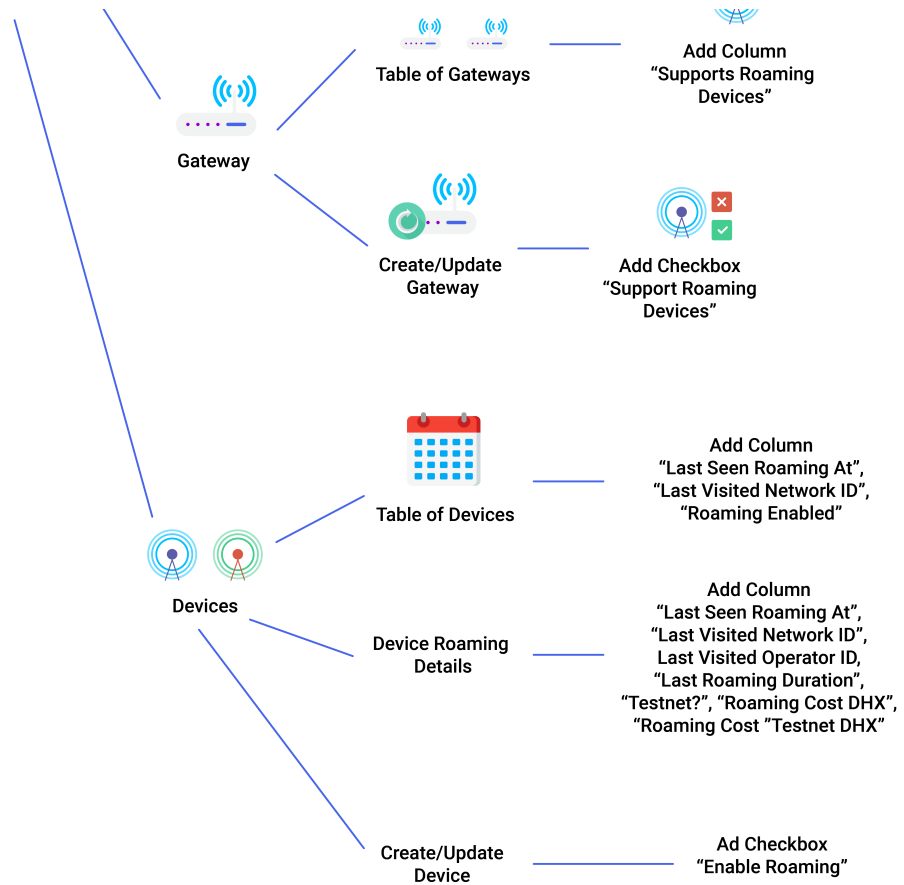 Table of Gateways
Add Column
“Supports Roaming
Devices”
Gateway
Create/Update
Gateway
Add Checkbox
“Support Roaming
Devices”
Table of Devices
Add Column
“Last Seen Roaming At”,
“Last Visited Network ID”,
“Roaming Enabled”
Devices
Device Roaming
Details
Add Column
“Last Seen Roaming At”,
“Last Visited Network ID”,
Last Visited Operator ID,
“Last Roaming Duration”,
“Testnet?”, “Roaming Cost DHX”,
“Roaming Cost ”Testnet DHX”
Create/Update
Device
Ad Checkbox
“Enable Roaming”